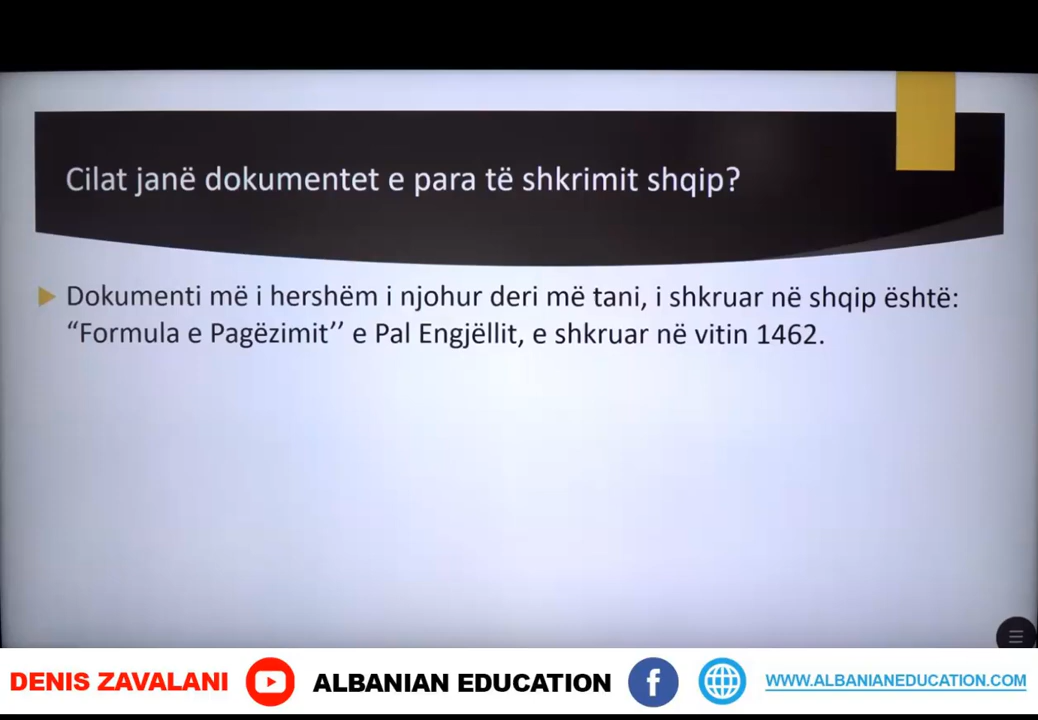 Cilat janë dokumentet e para të shkrimit shqip?
Dokumenti më i hershëm i njohur deri më tani, i shkruar në shqip është:
“Formula e Pagëzimit’’ e Pal Engjëllit, e shkruar në vitin 1462.
DENIS ZAVALANI ALBANIAN EDUCATION f WWW.ALBANIANEDUCATION.COM